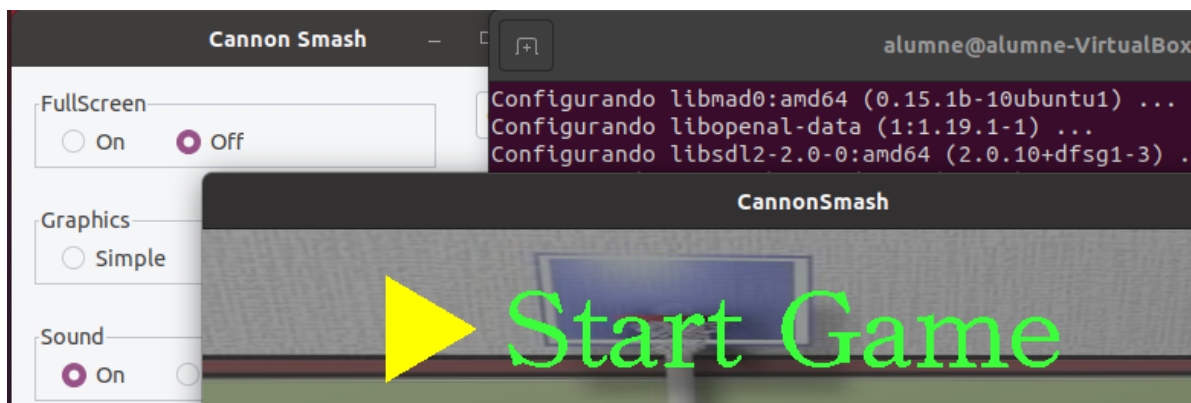 Cannon Smash
FullScreen
On Off
Graphics
Simple
Sound
On
alumne@alumne-VirtualBox
Configurando libmad0:amd64 (0.15.1b-10ubuntu1) ...
Configurando libopenal-data (1:1.19.1-1) ...
Configurando libsdl2-2.0-0:amd64 (2.0.10+dfsg1-3) .
CannonSmash
Start Game